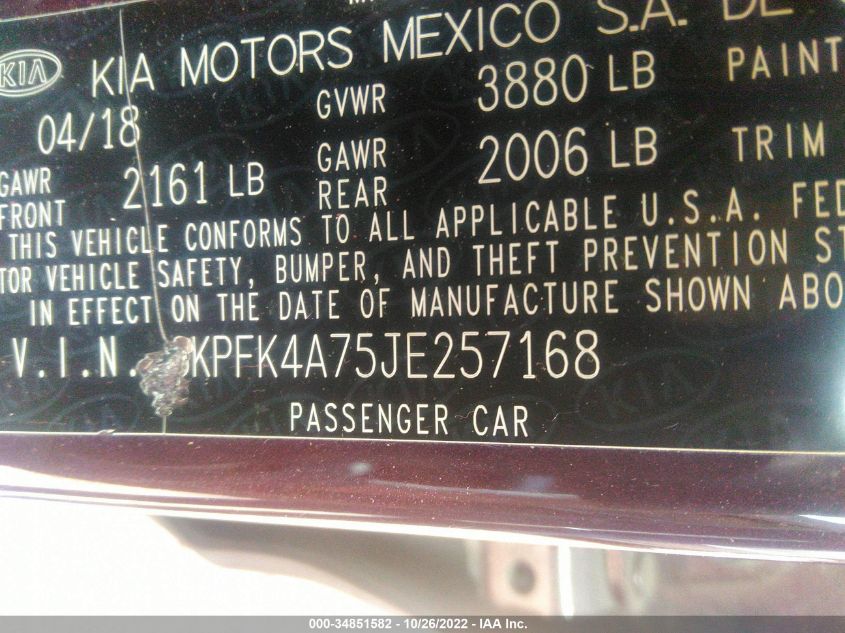 KIA
KIA MOTORS MEXICO S.A. DE
04/18 GVWR 3880 LB PAINT
GAWR FRONT 2161 LB GAWR REAR 2006 LB TRIM
THIS VEHICLE CONFORMS TO ALL APPLICABLE U.S.A. FED
TOR VEHICLE SAFETY, BUMPER, AND THEFT PREVENTION ST
IN EFFECT ON THE DATE OF MANUFACTURE SHOWN ABO
V.I.N. KPFK4A75JE257168
PASSENGER CAR
000-34851582 - 10/26/2022 - IAA Inc.